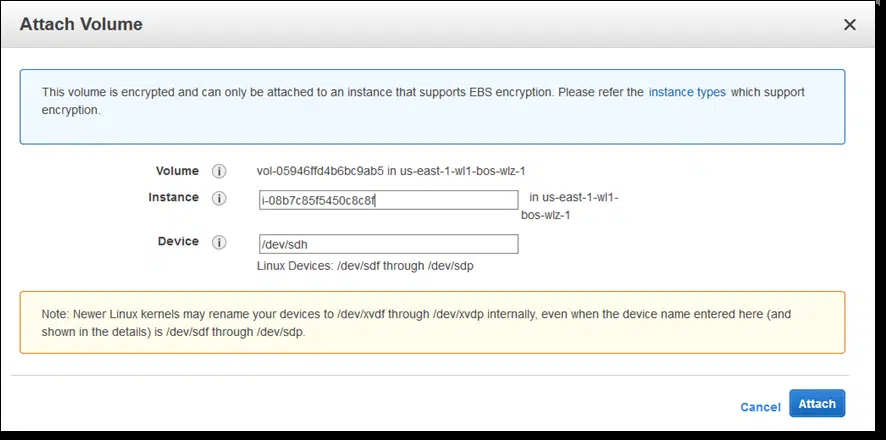 Attach Volume
This volume is encrypted and can only be attached to an instance that supports EBS encryption. Please refer the instance types which support
encryption.
Volume vol-05946ffd4b6bc9ab5 in us-east-1-wl1-bos-wlz-1
Instance i-08b7c85f5450c8c8f in us-east-1-wl1-
bos-wlz-1
Device /dev/sdh
Linux Devices: /dev/sdf through /dev/sdp
Note: Newer Linux kernels may rename your devices to /dev/xvdf through /dev/xvdp internally, even when the device name entered here (and
shown in the details) is /dev/sdf through /dev/sdp.
Cancel Attach